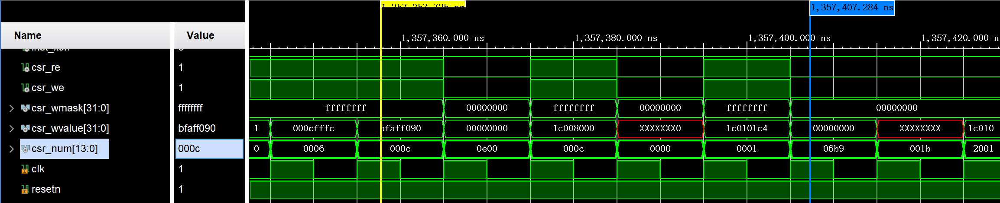 1,357,357.725 ns
1,357,407.284 ns
Name Value
1,357,360.000 ns 1,357,380.000 ns 1,357,400.000 ns 1,357,420.000 n
csr_re 1
csr_we 1
csr_wmask[31:0] ffffffff ffffffff 00000000 ffffffff 00000000 ffffffff 00000000
csr_wvalue[31:0] bfaff090 1 000cfffc bfaff090 00000000 1c008000 XXXXXXX0 1c0101c4 00000000 XXXXXXXX 1c010
csr_num[13:0] 000c 0 0006 000c 0e00 000c 0000 0001 06b9 001b 2001
clk 1
resetn 1